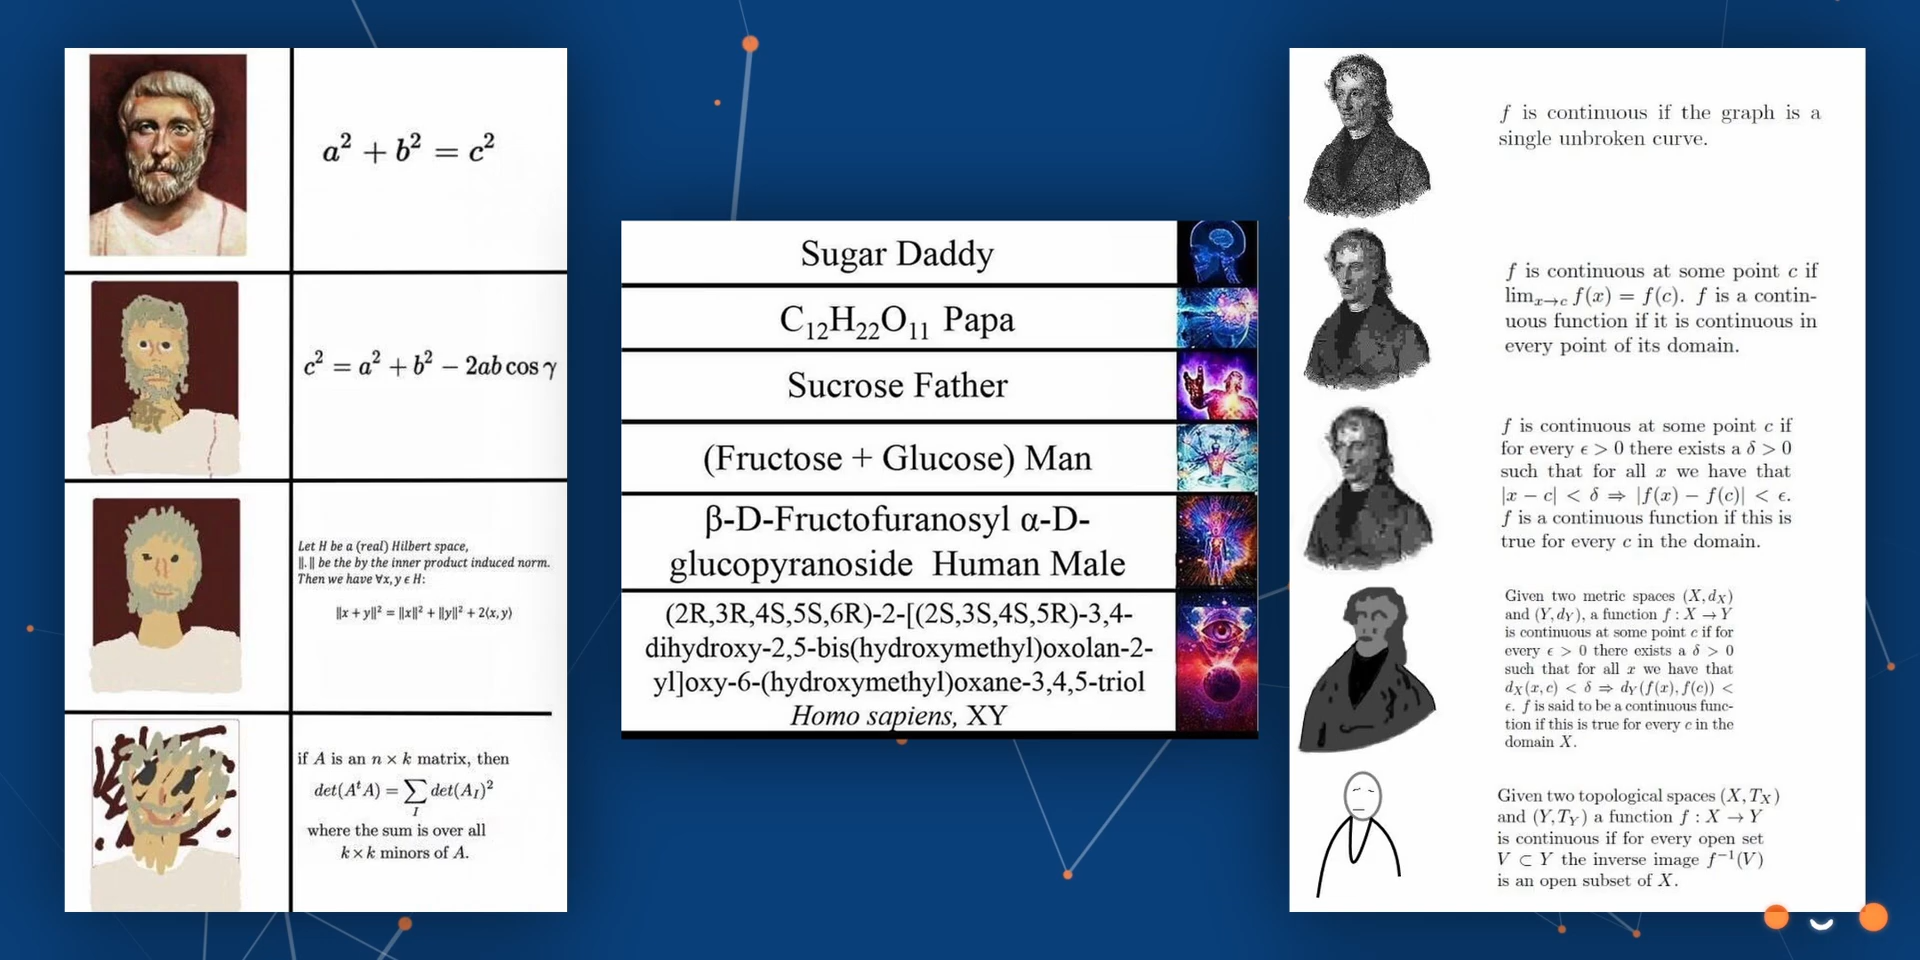 a² + b² = c²
c² = a² + b² − 2ab cos γ
Let H be a (real) Hilbert space,
‖.‖ be the by the inner product induced norm.
Then we have ∀x, y ϵ H:
‖x + y‖² = ‖x‖² + ‖y‖² + 2⟨x, y⟩
if A is an n × k matrix, then
det(AᵗA) = ∑ det(A_I)²
I
where the sum is over all
k × k minors of A.
Sugar Daddy
C₁₂H₂₂O₁₁ Papa
Sucrose Father
(Fructose + Glucose) Man
β-D-Fructofuranosyl α-D-
glucopyranoside Human Male
(2R,3R,4S,5S,6R)-2-[(2S,3S,4S,5R)-3,4-
dihydroxy-2,5-bis(hydroxymethyl)oxolan-2-
yl]oxy-6-(hydroxymethyl)oxane-3,4,5-triol
Homo sapiens, XY
f is continuous if the graph is a
single unbroken curve.
f is continuous at some point c if
lim_{x→c} f(x) = f(c). f is a contin-
uous function if it is continuous in
every point of its domain.
f is continuous at some point c if
for every ϵ > 0 there exists a δ > 0
such that for all x we have that
|x − c| < δ ⇒ |f(x) − f(c)| < ϵ.
f is a continuous function if this is
true for every c in the domain.
Given two metric spaces (X, d_X)
and (Y, d_Y), a function f : X → Y
is continuous at some point c if for
every ϵ > 0 there exists a δ > 0
such that for all x we have that
d_X(x, c) < δ ⇒ d_Y(f(x), f(c)) <
ϵ. f is said to be a continuous func-
tion if this is true for every c in the
domain X.
Given two topological spaces (X, T_X)
and (Y, T_Y) a function f : X → Y
is continuous if for every open set
V ⊂ Y the inverse image f⁻¹(V)
is an open subset of X.